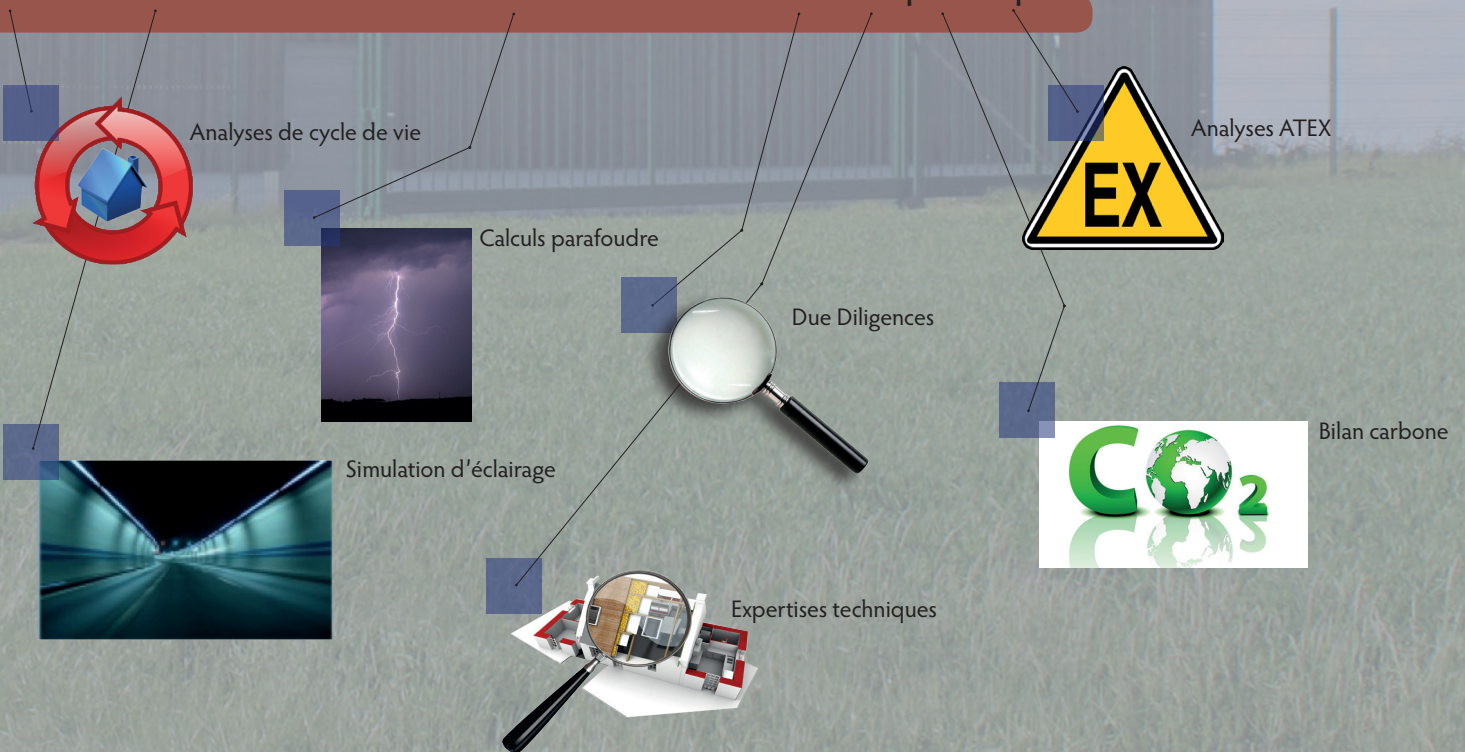 Analyses de cycle de vie
Analyses ATEX
EX
Calculs parafoudre
Due Diligences
Bilan carbone
CO2
Simulation d'éclairage
Expertises techniques